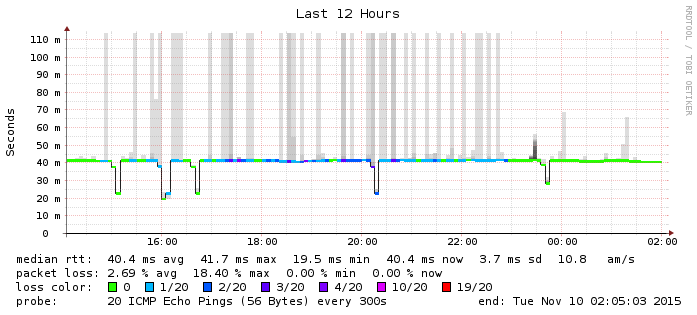 Last 12 Hours
RRDTOOL / TOBI OETIKER
Seconds
110 m
100 m
90 m
80 m
70 m
60 m
50 m
40 m
30 m
20 m
10 m
0
16:00 18:00 20:00 22:00 00:00 02:00
median rtt: 40.4 ms avg 41.7 ms max 19.5 ms min 40.4 ms now 3.7 ms sd 10.8 am/s
packet loss: 2.69 % avg 18.40 % max 0.00 % min 0.00 % now
loss color: 0 1/20 2/20 3/20 4/20 10/20 19/20
probe: 20 ICMP Echo Pings (56 Bytes) every 300s end: Tue Nov 10 02:05:03 2015